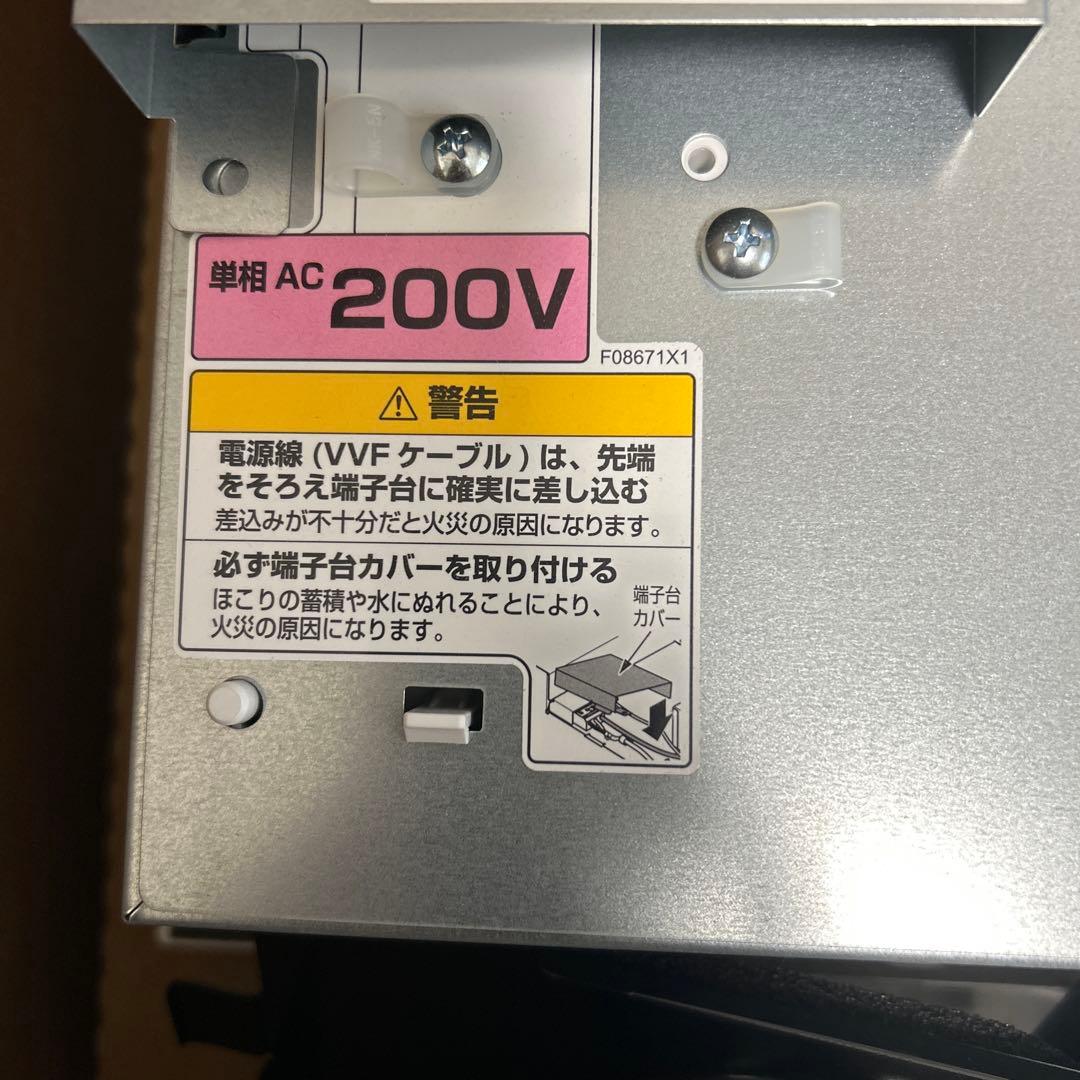 単相 AC 200V
F08671X1
警告
電源線 (VVF ケーブル) は、先端
をそろえ端子台に確実に差し込む
差込みが不十分だと火災の原因になります。
必ず端子台カバーを取り付ける
ほこりの蓄積や水にぬれることにより、
火災の原因になります。
端子台
カバー